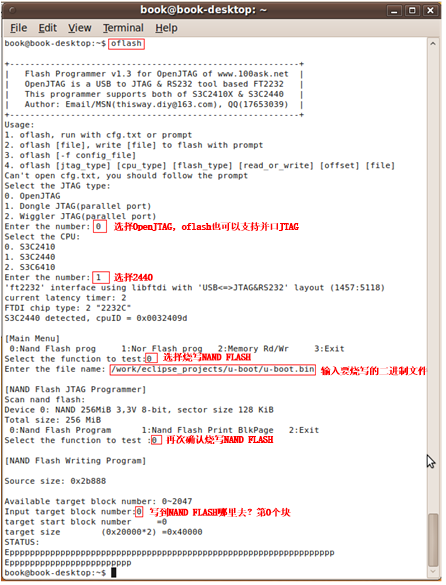 book@book-desktop: ~
File Edit View Terminal Help
book@book-desktop:~$ oflash
+-------------------------------------------------------+
| Flash Programmer v1.3 for OpenJTAG of www.100ask.net |
| OpenJTAG is a USB to JTAG & RS232 tool based FT2232 |
| This programmer supports both of S3C2410X & S3C2440 |
| Author: Email/MSN(thisway.diy@163.com), QQ(17653039) |
+-------------------------------------------------------+
Usage:
1. oflash, run with cfg.txt or prompt
2. oflash [file], write [file] to flash with prompt
3. oflash [-f config_file]
4. oflash [jtag_type] [cpu_type] [flash_type] [read_or_write] [offset] [file]
Can't open cfg.txt, you should follow the prompt
Select the JTAG type:
0. OpenJTAG
1. Dongle JTAG(parallel port)
2. Wiggler JTAG(parallel port)
Enter the number: 0 选择OpenJTAG，oflash也可以支持并口JTAG
Select the CPU:
0. S3C2410
1. S3C2440
2. S3C6410
Enter the number: 1 选择2440
'ft2232' interface using libftdi with 'USB<=>JTAG&RS232' layout (1457:5118)
current latency timer: 2
FTDI chip type: 2 "2232C"
S3C2440 detected, cpuID = 0x0032409d
[Main Menu]
0:Nand Flash prog 1:Nor Flash prog 2:Memory Rd/Wr 3:Exit
Select the function to test:0 选择烧写NAND FLASH
Enter the file name: /work/eclipse_projects/u-boot/u-boot.bin 输入要烧写的二进制文件
[NAND Flash JTAG Programmer]
Scan nand flash:
Device 0: NAND 256MiB 3,3V 8-bit, sector size 128 KiB
Total size: 256 MiB
0:Nand Flash Program 1:Nand Flash Print BlkPage 2:Exit
Select the function to test :0 再次确认烧写NAND FLASH
[NAND Flash Writing Program]
Source size: 0x2b888
Available target block number: 0~2047
Input target block number:0 写到NAND FLASH哪里去？第0个块
target start block number =0
target size (0x20000*2) =0x40000
STATUS:
Eppppppppppppppppppppppppppppppppppppppppppppppppppppppppppppppppp
Epppppppppppppppppppppppp
book@book-desktop:~$